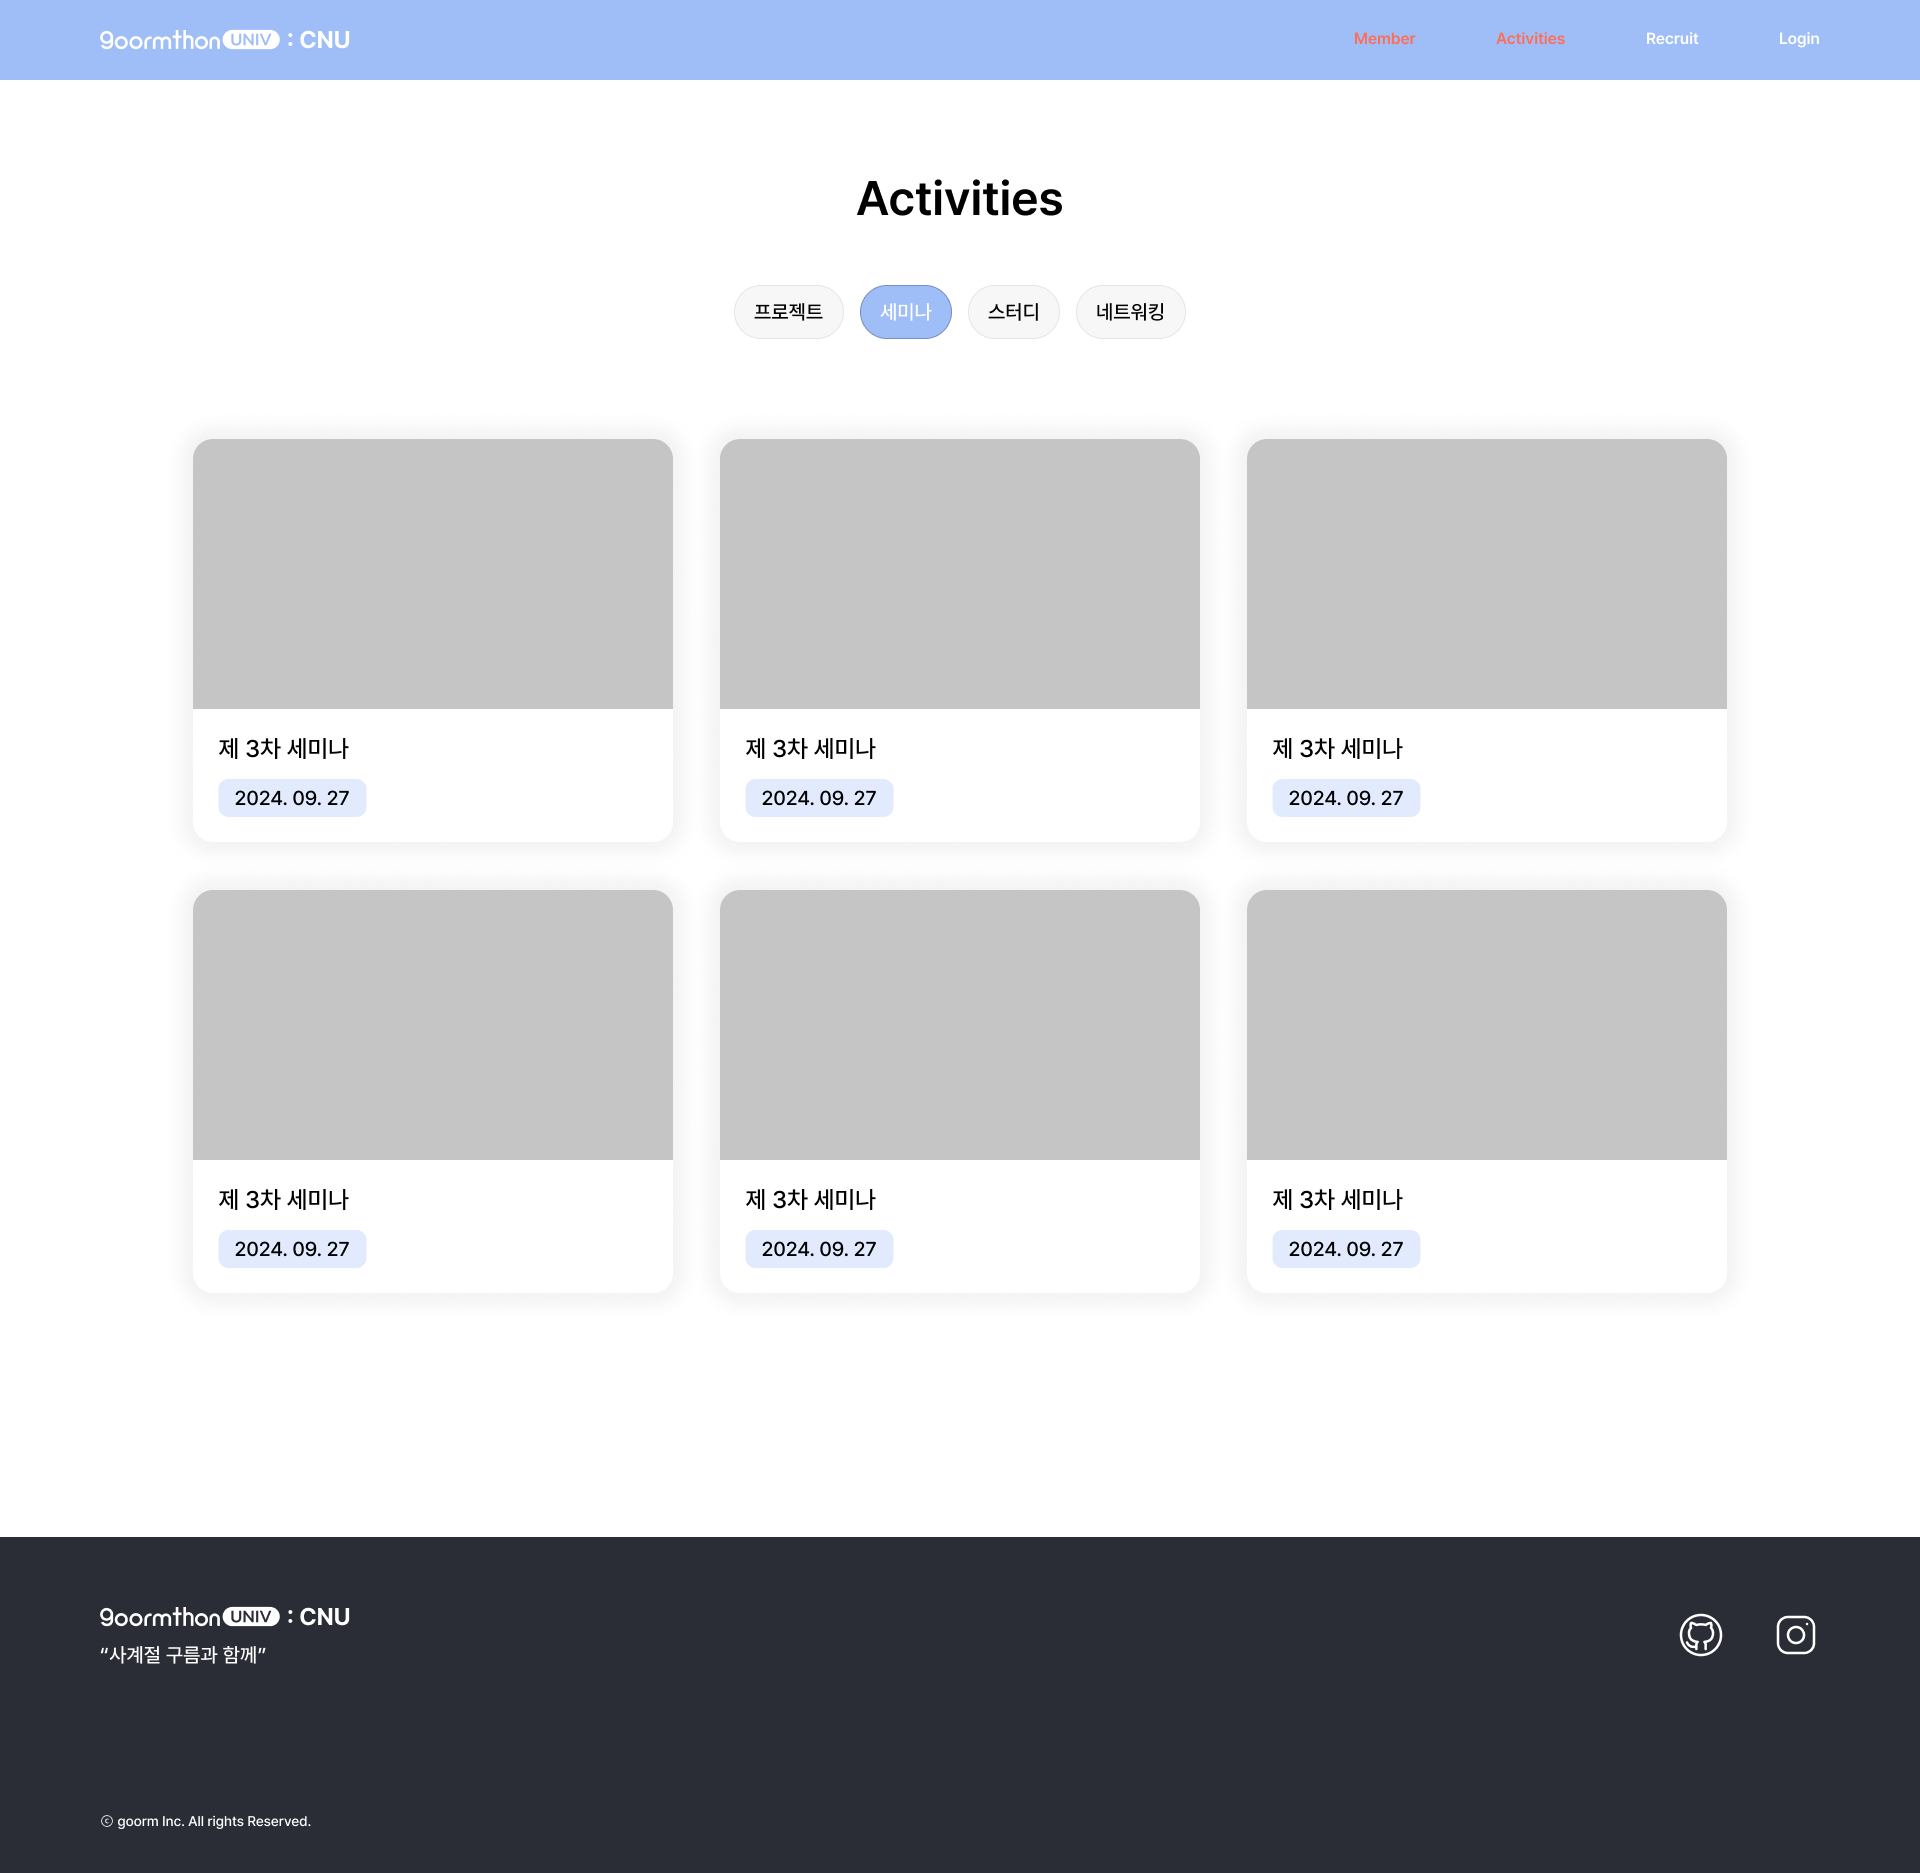 goormthon UNIV : CNU
Member Activities Recruit Login
Activities
프로젝트 세미나 스터디 네트워킹
제 3차 세미나
2024. 09. 27
제 3차 세미나
2024. 09. 27
제 3차 세미나
2024. 09. 27
제 3차 세미나
2024. 09. 27
제 3차 세미나
2024. 09. 27
제 3차 세미나
2024. 09. 27
goormthon UNIV : CNU
“사계절 구름과 함께”
ⓒ goorm Inc. All rights Reserved.